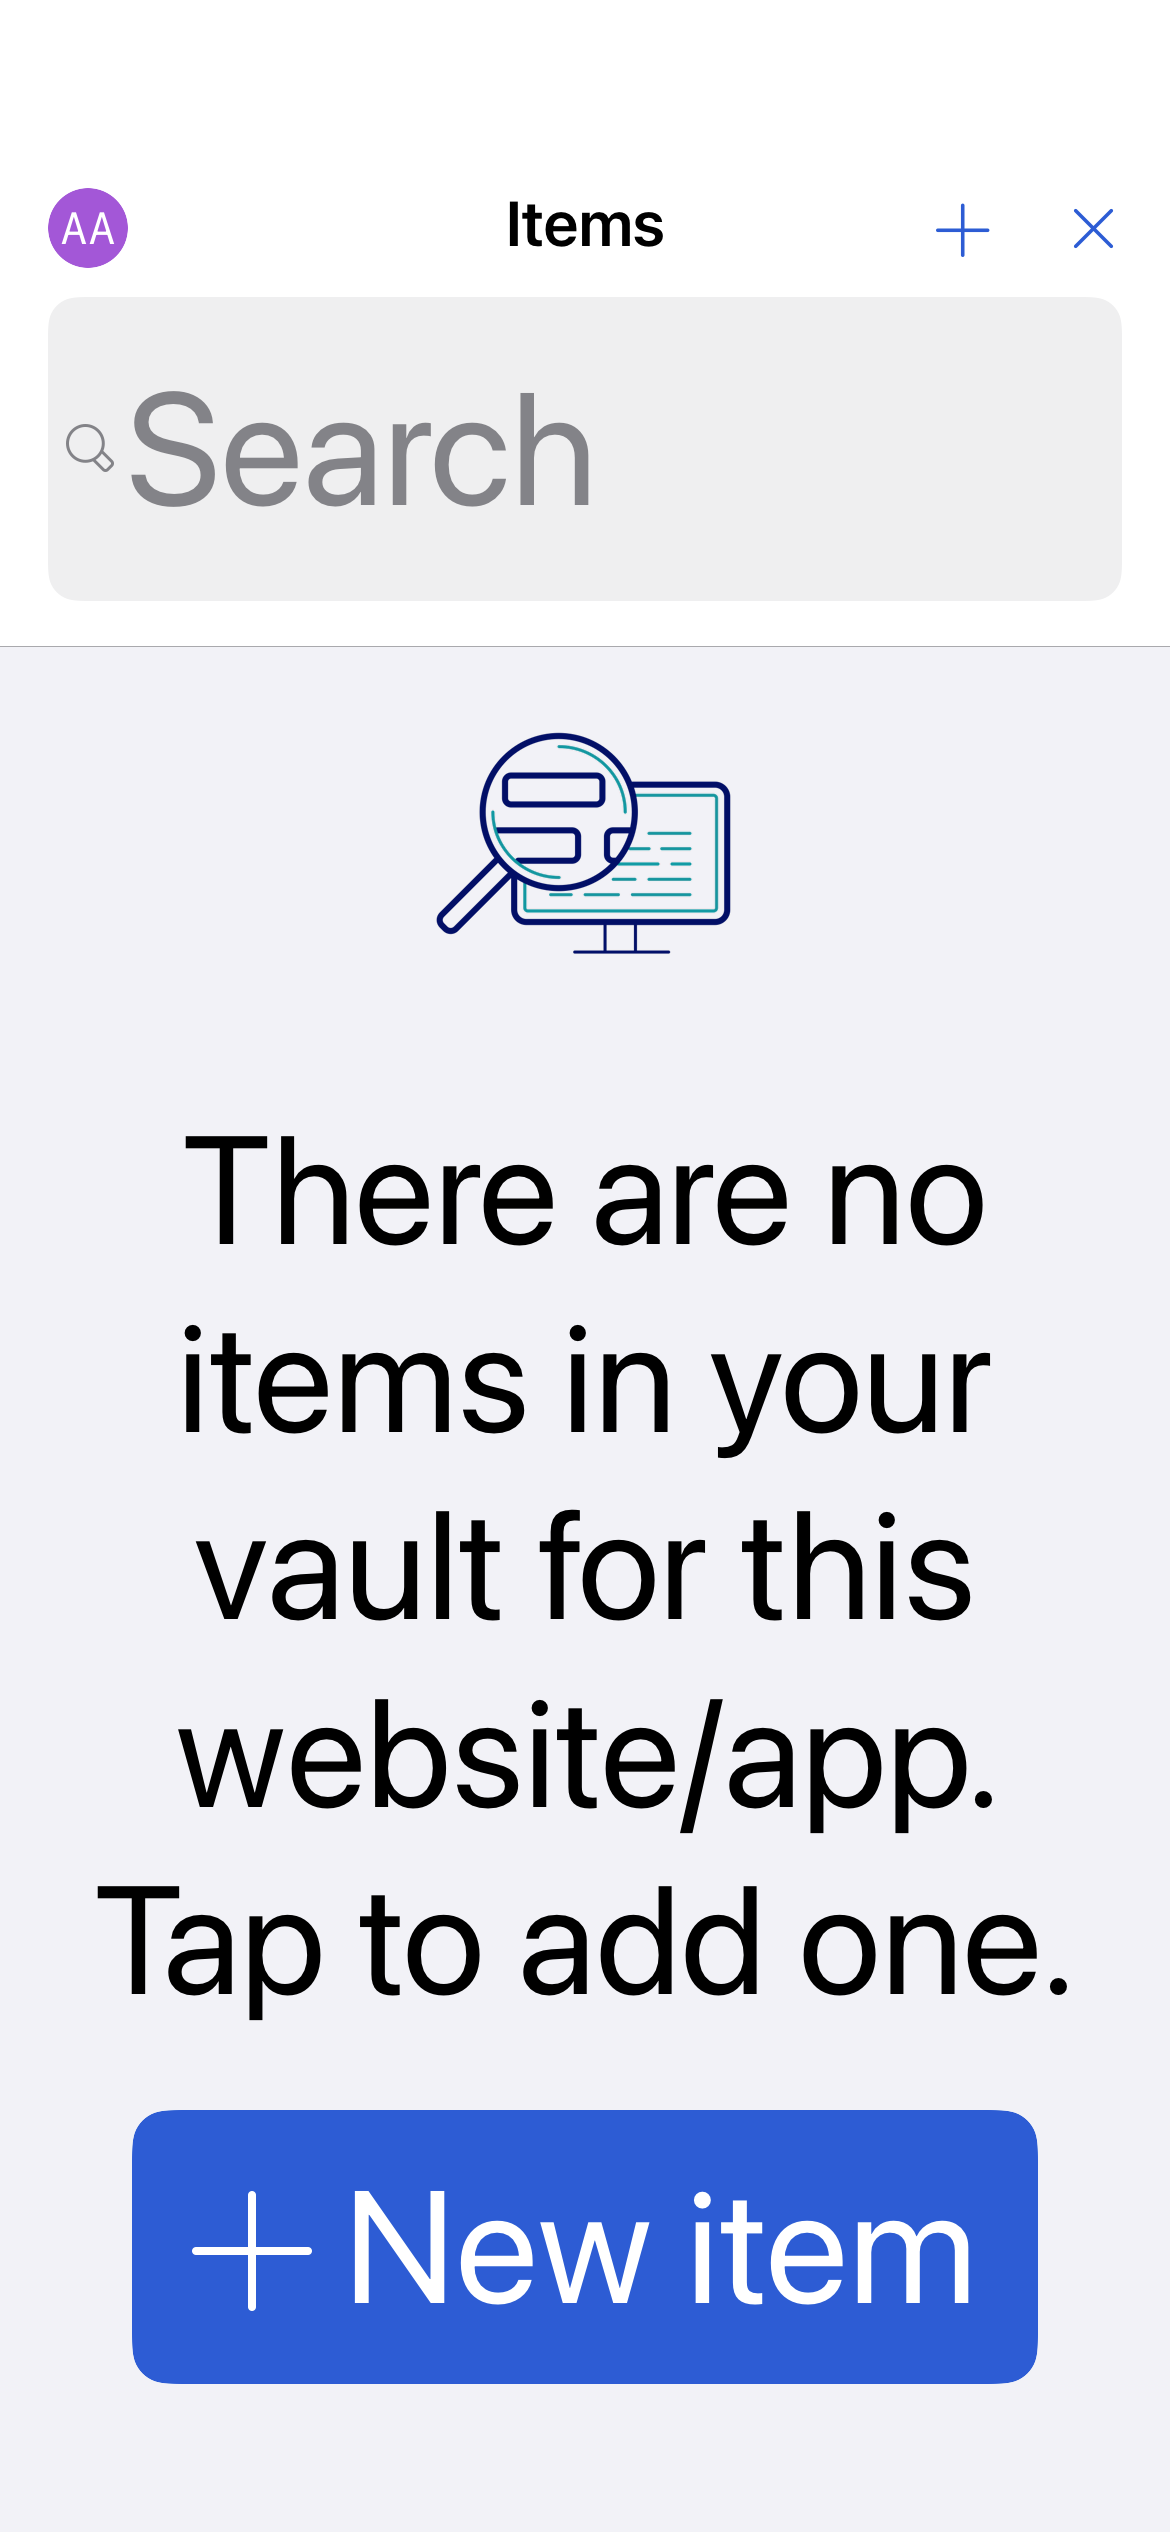 AA
Items
Search
There are no
items in your
vault for this
website/app.
Tap to add one.
New item